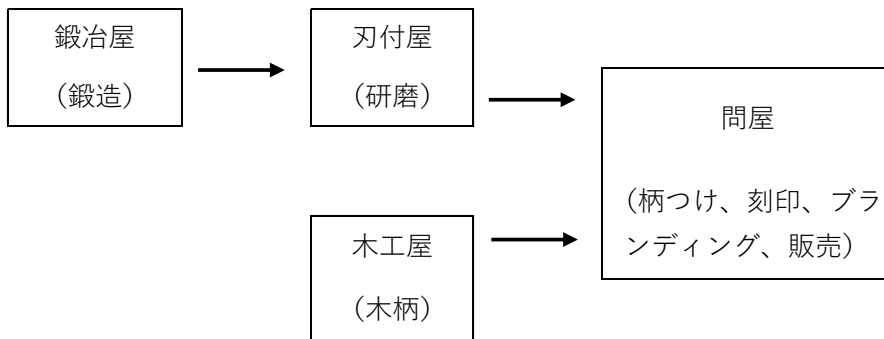 鍛冶屋
(鍛造)
刃付屋
(研磨)
問屋
(柄つけ、刻印、ブラ
ンディング、販売)
木工屋
(木柄)